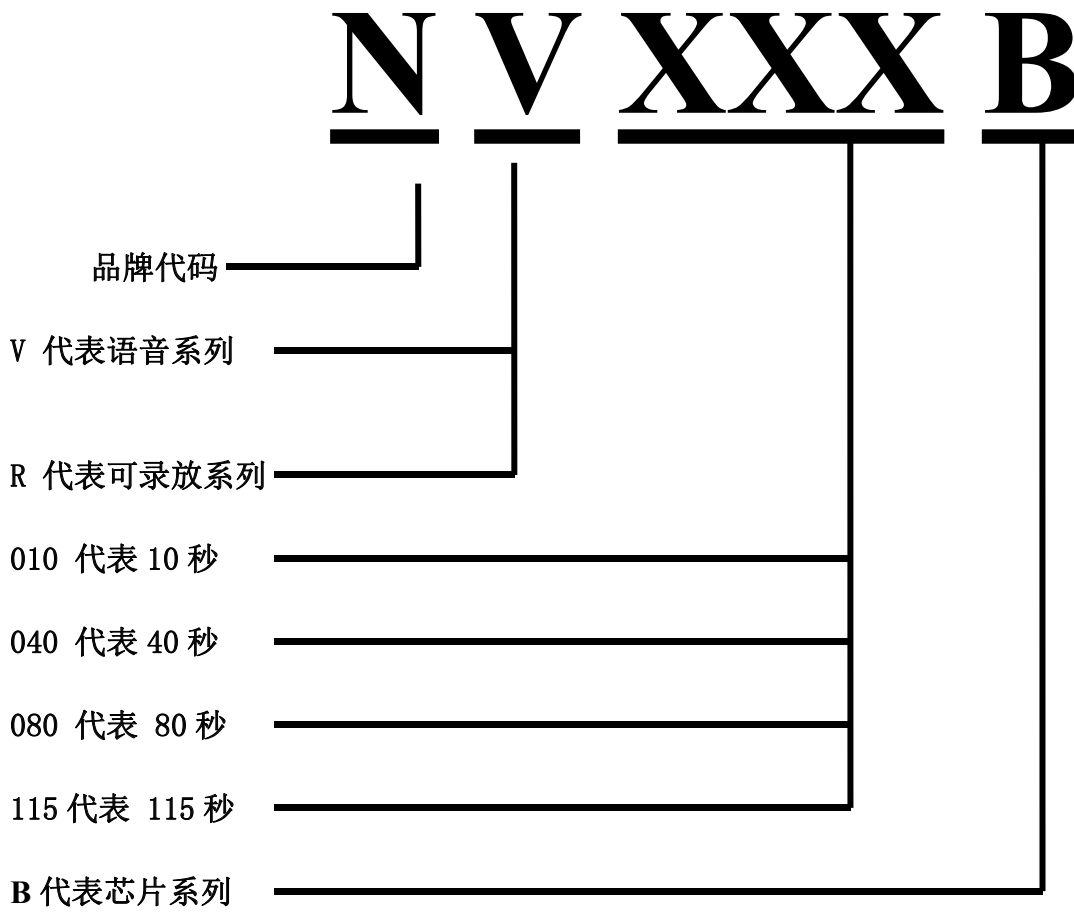 N V XXX B
品牌代码
V 代表语音系列
R 代表可录放系列
010 代表 10 秒
040 代表 40 秒
080 代表 80 秒
115 代表 115 秒
B 代表芯片系列